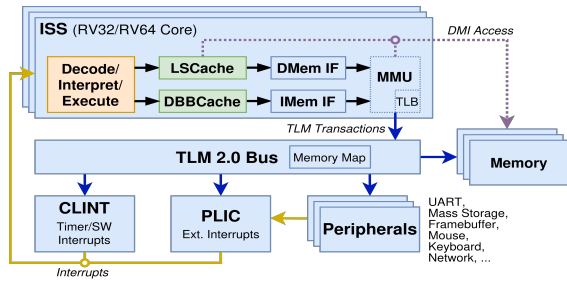 ISS (RV32/RV64 Core)
DMI Access
Decode/
Interpret/
Execute
LSCache
DMem IF
MMU
DBBCache
IMem IF
TLB
TLM Transactions
TLM 2.0 Bus
Memory Map
Memory
CLINT
Timer/SW
Interrupts
PLIC
Ext. Interrupts
Peripherals
UART,
Mass Storage,
Framebuffer,
Mouse,
Keyboard,
Network, ...
Interrupts